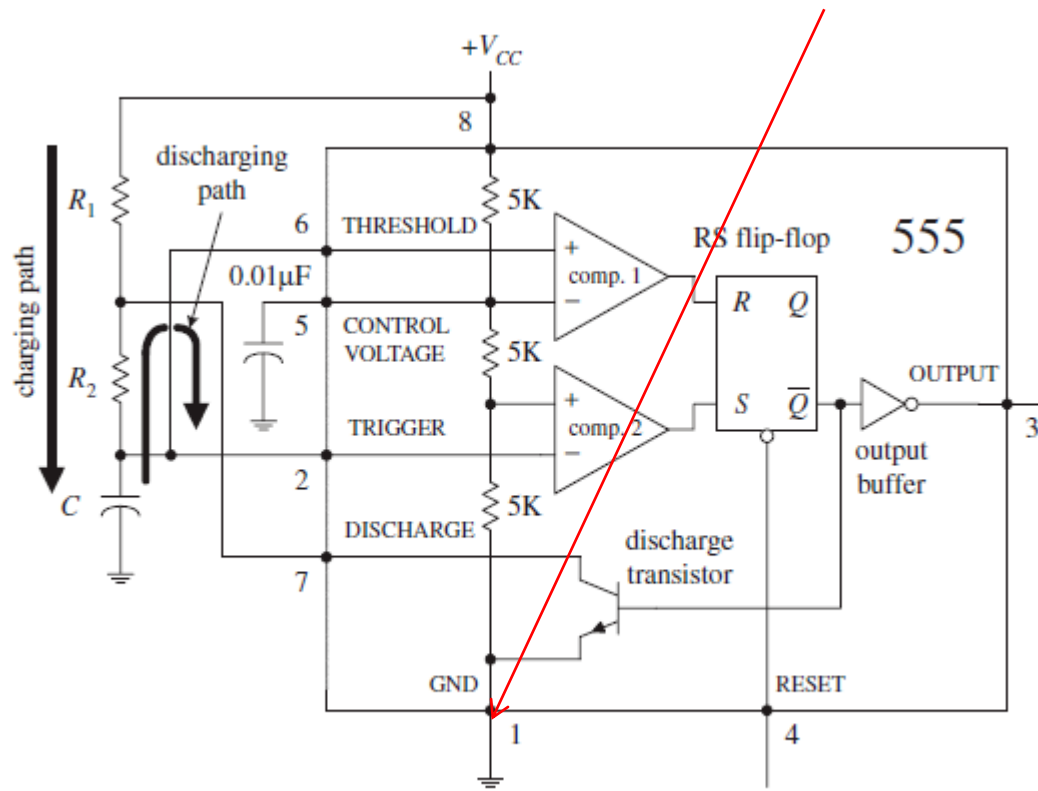 +V_CC
8
discharging
path
R₁
5K
6
THRESHOLD
RS flip-flop
555
+
comp. 1
−
0.01µF
R
Q
charging path
5
CONTROL
VOLTAGE
5K
R₂
OUTPUT
+
comp. 2
−
S
Q̅
TRIGGER
3
2
output
buffer
C
5K
DISCHARGE
discharge
transistor
7
GND
RESET
1
4